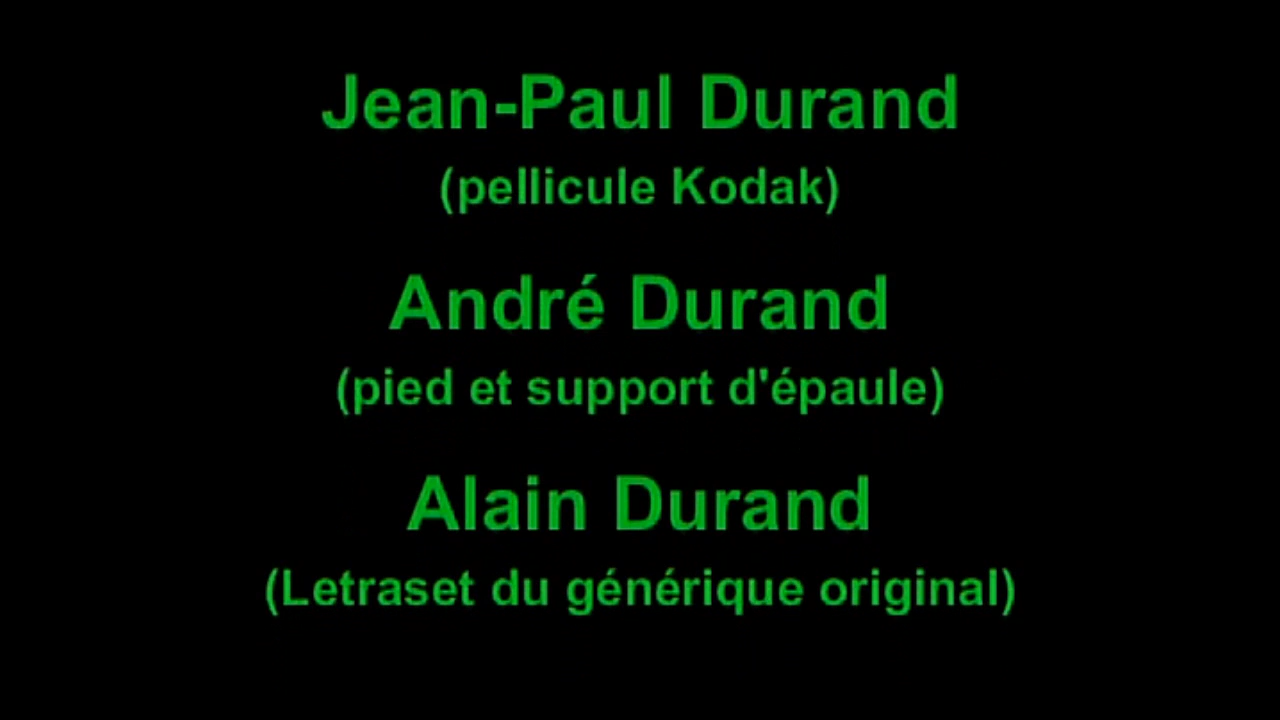 Jean-Paul Durand
(pellicule Kodak)
André Durand
(pied et support d'épaule)
Alain Durand
(Letraset du générique original)